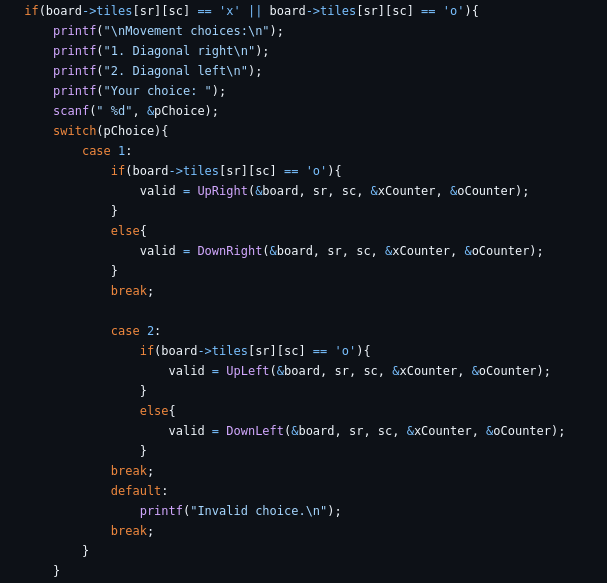 if(board->tiles[sr][sc] == 'x' || board->tiles[sr][sc] == 'o'){
    printf("\nMovement choices:\n");
    printf("1. Diagonal right\n");
    printf("2. Diagonal left\n");
    printf("Your choice: ");
    scanf(" %d", &pChoice);
    switch(pChoice){
        case 1:
            if(board->tiles[sr][sc] == 'o'){
                valid = UpRight(&board, sr, sc, &xCounter, &oCounter);
            }
            else{
                valid = DownRight(&board, sr, sc, &xCounter, &oCounter);
            }
            break;

            case 2:
                if(board->tiles[sr][sc] == 'o'){
                    valid = UpLeft(&board, sr, sc, &xCounter, &oCounter);
                }
                else{
                    valid = DownLeft(&board, sr, sc, &xCounter, &oCounter);
                }
            break;
            default:
                printf("Invalid choice.\n");
            break;
        }
    }